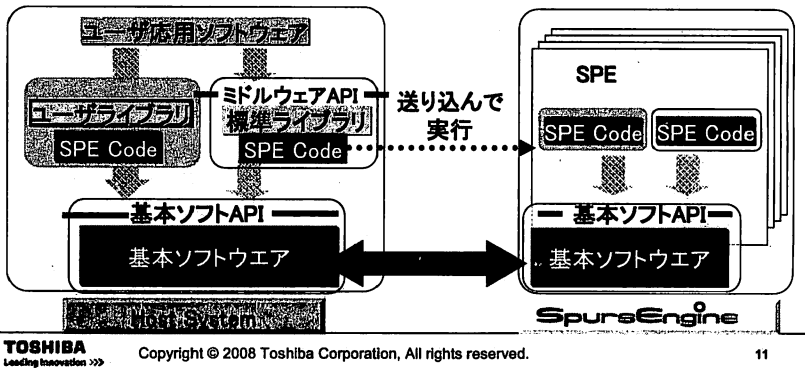 ユーザ応用ソフトウェア
ユーザライブラリ
SPE Code
ミドルウェアAPI
標準ライブラリ
SPE Code
送り込んで
実行
基本ソフトAPI
基本ソフトウエア
Host System
SPE
SPE Code
SPE Code
基本ソフトAPI
基本ソフトウエア
SpursEngine
TOSHIBA
Leading Innovation >>>
Copyright © 2008 Toshiba Corporation, All rights reserved.
11